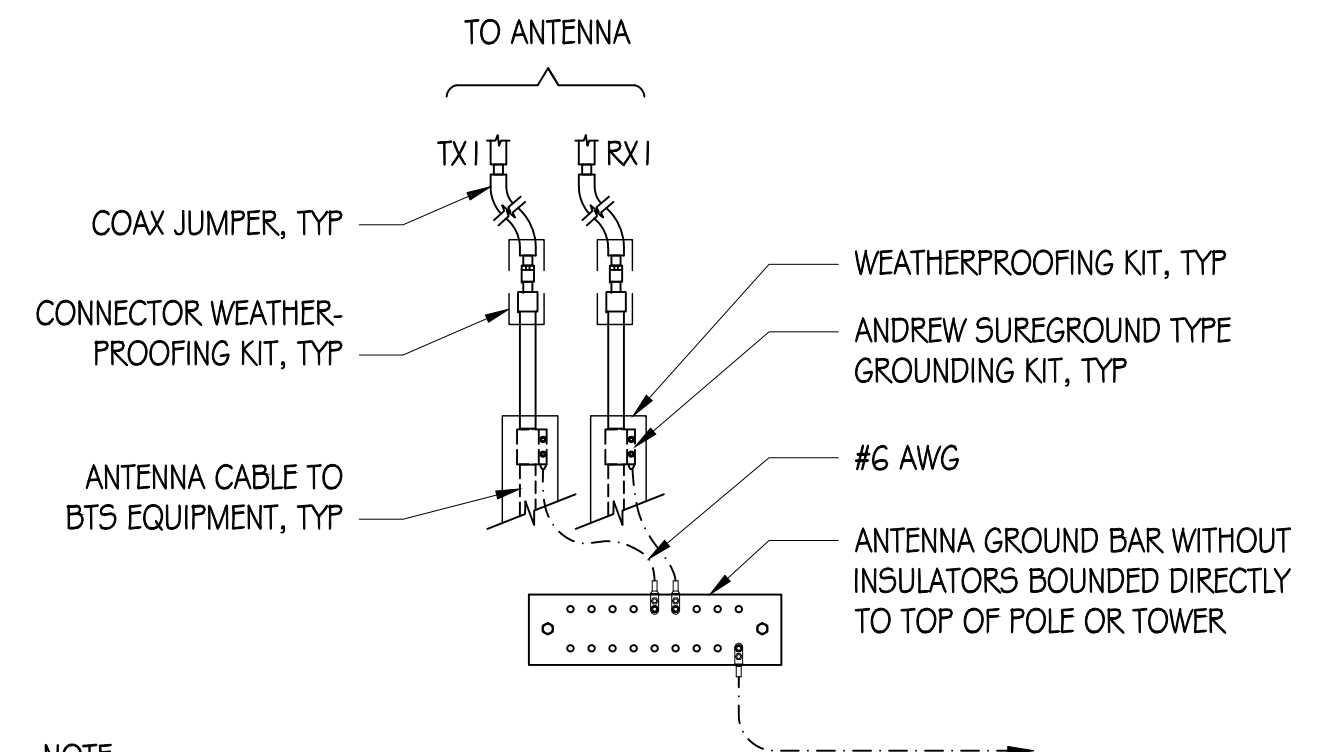 TO ANTENNA
TX1
RX1
COAX JUMPER, TYP
CONNECTOR WEATHER-
PROOFING KIT, TYP
ANTENNA CABLE TO
BTS EQUIPMENT, TYP
WEATHERPROOFING KIT, TYP
ANDREW SUREGROUND TYPE
GROUNDING KIT, TYP
#6 AWG
ANTENNA GROUND BAR WITHOUT
INSULATORS BOUNDED DIRECTLY
TO TOP OF POLE OR TOWER
NOTE